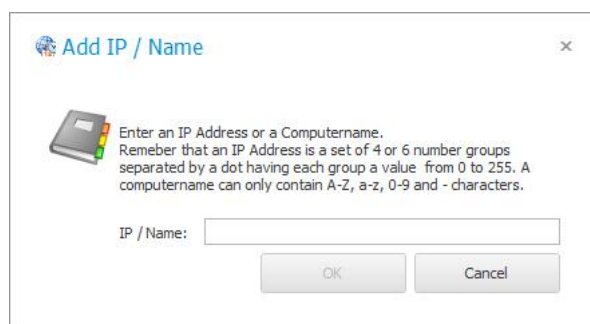 Add IP / Name
Enter an IP Address or a Computername.
Remeber that an IP Address is a set of 4 or 6 number groups
separated by a dot having each group a value  from 0 to 255. A
computername can only contain A-Z, a-z, 0-9 and - characters.
IP / Name:
OK Cancel